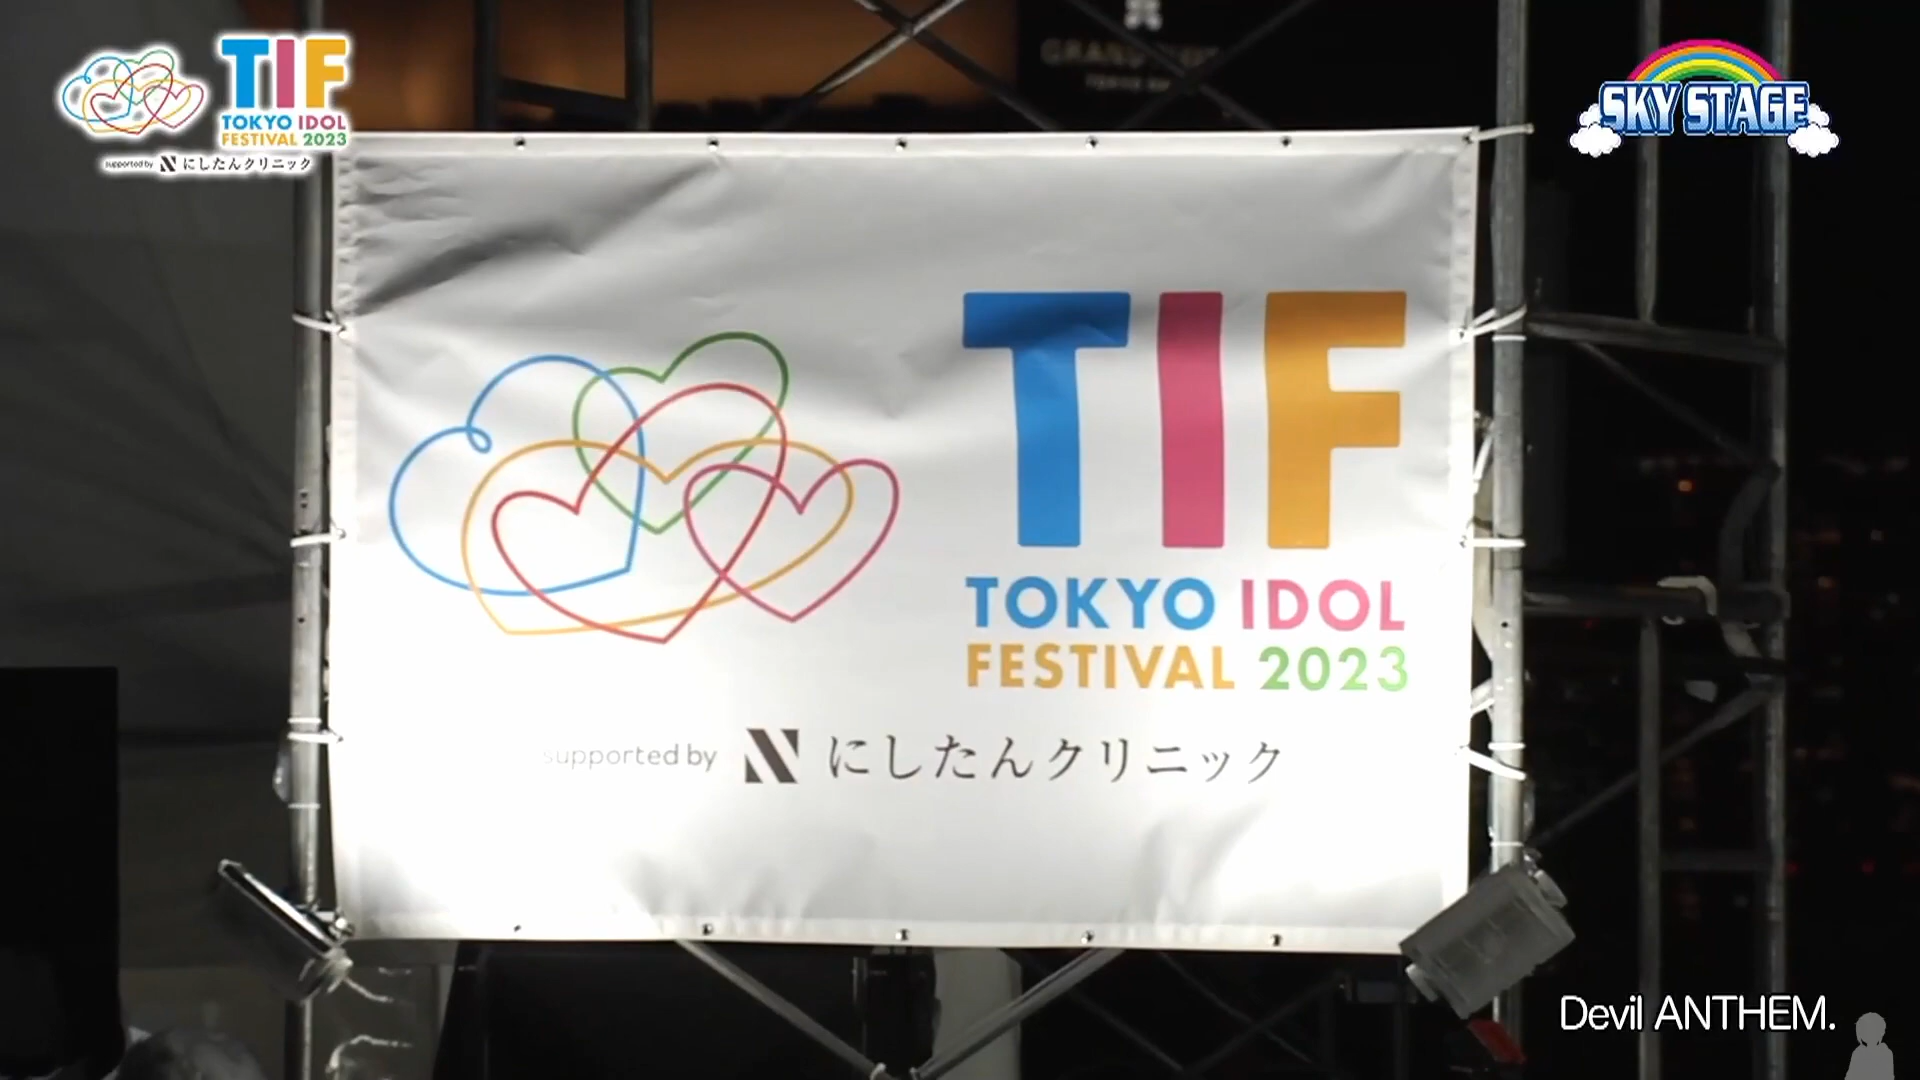 TIF
TOKYO IDOL
FESTIVAL 2023
supported by N にしたんクリニック
SKY STAGE
TIF
TOKYO IDOL
FESTIVAL 2023
supported by N にしたんクリニック
Devil ANTHEM.